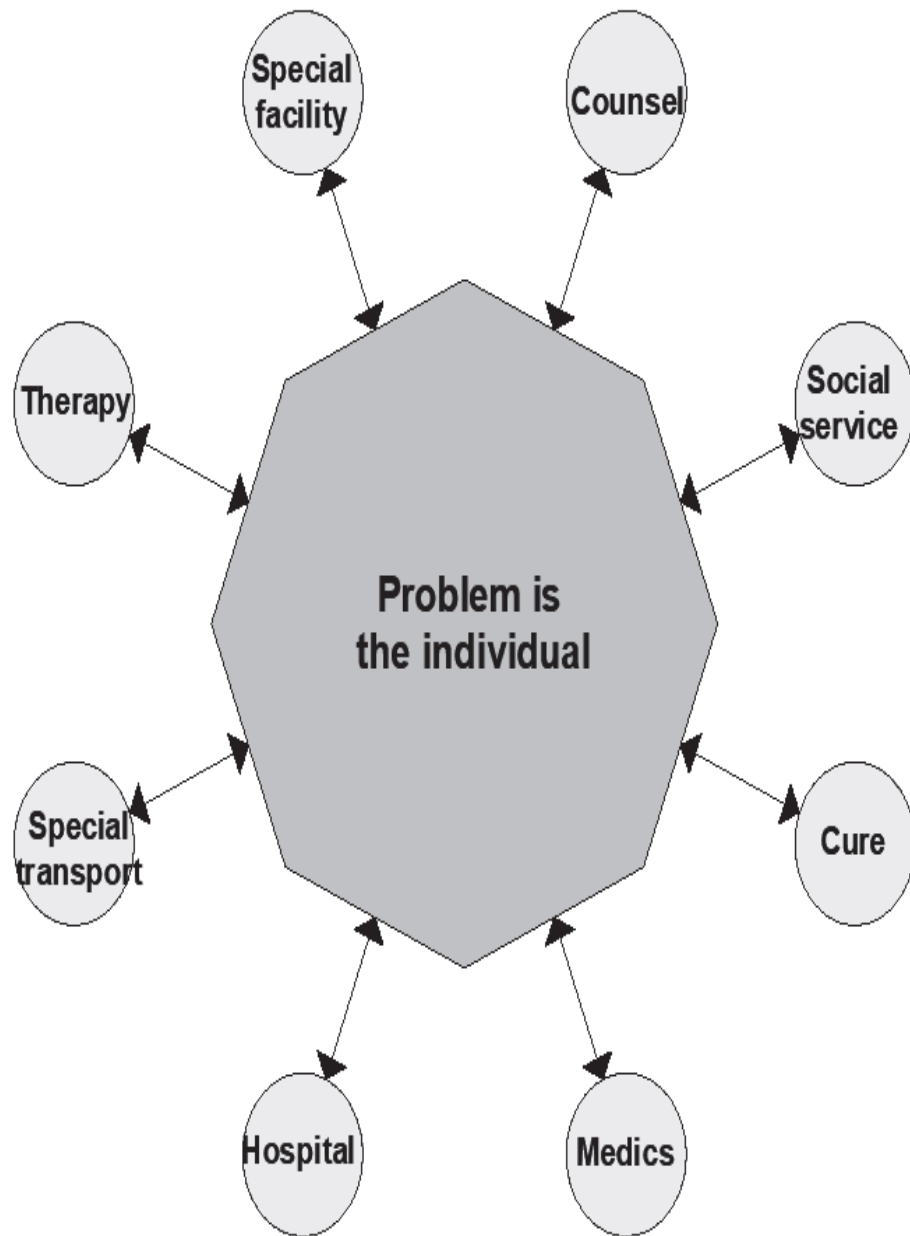 Special
facility
Counsel
Therapy
Social
service
Problem is
the individual
Special
transport
Cure
Hospital
Medics